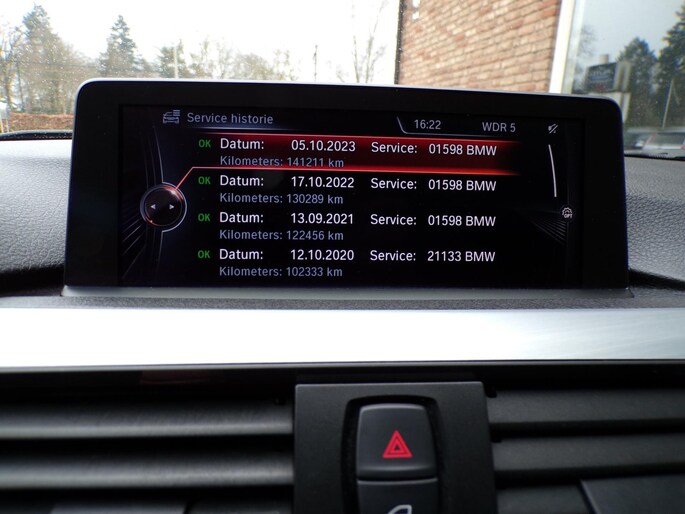 Service historie
16:22 WDR 5
OK Datum: 05.10.2023 Service: 01598 BMW
Kilometers: 141211 km
OK Datum: 17.10.2022 Service: 01598 BMW
Kilometers: 130289 km
OK Datum: 13.09.2021 Service: 01598 BMW
Kilometers: 122456 km
OK Datum: 12.10.2020 Service: 21133 BMW
Kilometers: 102333 km